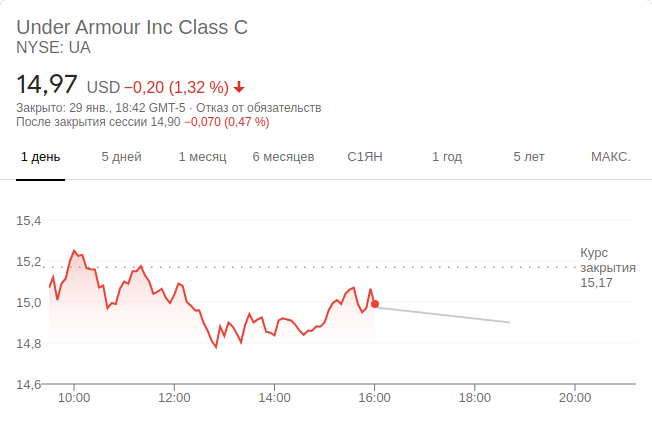 Under Armour Inc Class C
NYSE: UA
14,97 USD −0,20 (1,32 %)
Закрыто: 29 янв., 18:42 GMT-5 · Отказ от обязательств
После закрытия сессии 14,90 −0,070 (0,47 %)
1 день 5 дней 1 месяц 6 месяцев С1ЯН 1 год 5 лет МАКС.
15,4
15,2
15,0
14,8
14,6
Курс
закрытия
15,17
10:00 12:00 14:00 16:00 18:00 20:00